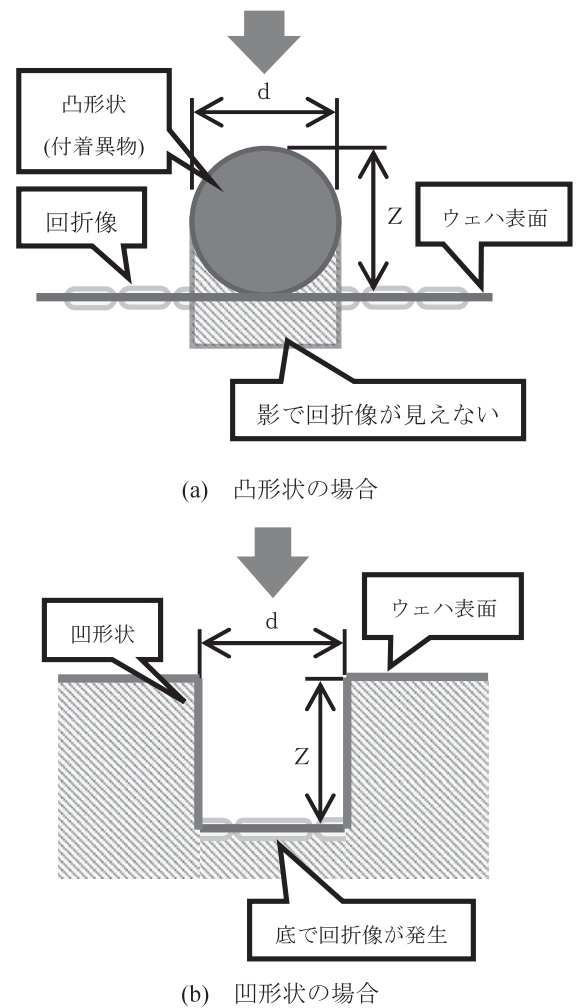 d
凸形状
(付着異物)
回折像
Z
ウェハ表面
影で回折像が見えない
(a) 凸形状の場合
d
凹形状
ウェハ表面
Z
底で回折像が発生
(b) 凹形状の場合